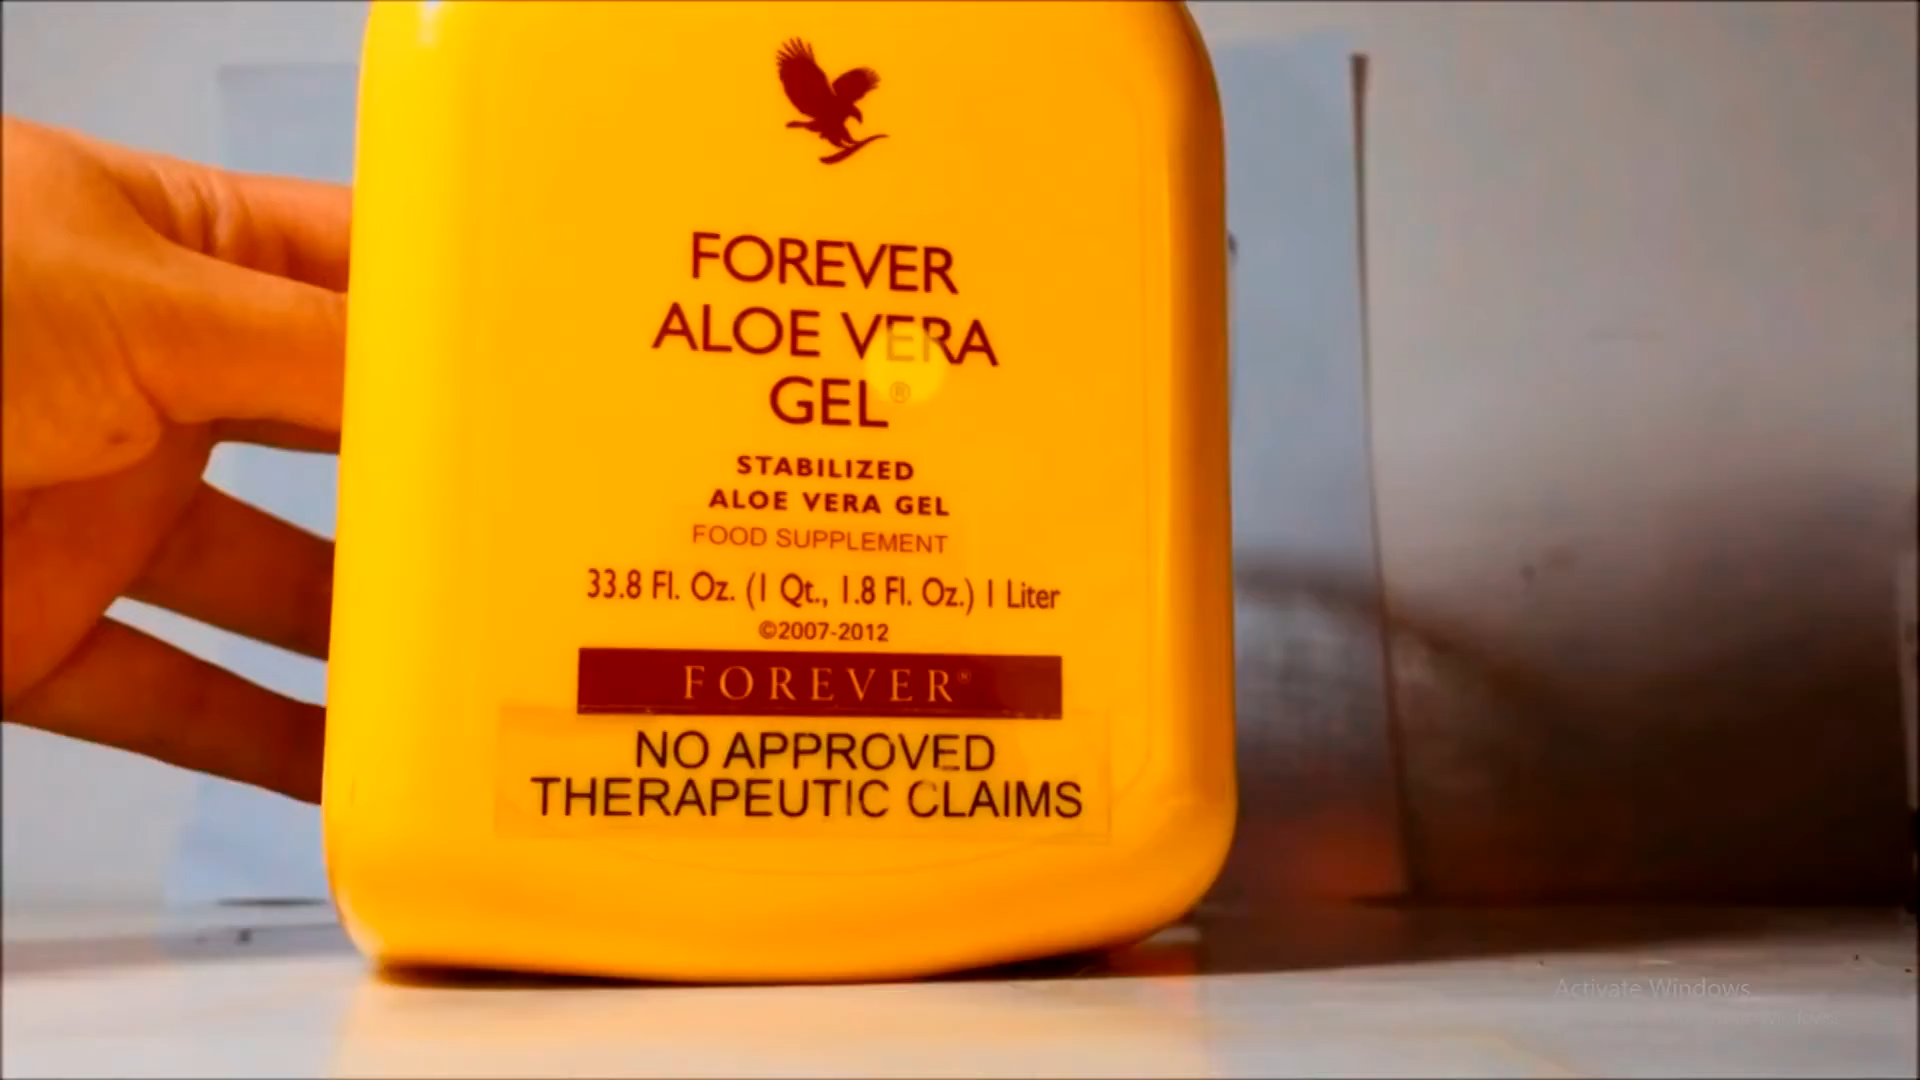 FOREVER
ALOE VERA
GEL®
STABILIZED
ALOE VERA GEL
FOOD SUPPLEMENT
33.8 Fl. Oz. (1 Qt., 1.8 Fl. Oz.) 1 Liter
©2007-2012
FOREVER®
NO APPROVED
THERAPEUTIC CLAIMS
Activate Windows